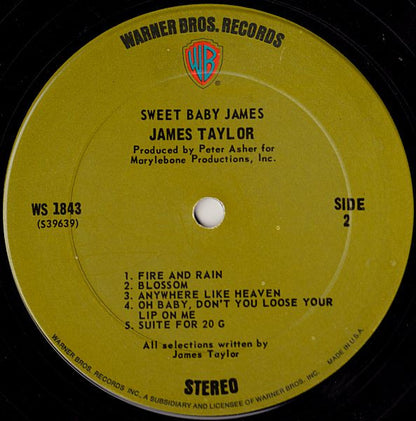 WARNER BROS. RECORDS
WB
®
SWEET BABY JAMES
JAMES TAYLOR
Produced by Peter Asher for
Marylebone Productions, Inc.
WS 1843
(S39639)
SIDE
2
1. FIRE AND RAIN
2. BLOSSOM
3. ANYWHERE LIKE HEAVEN
4. OH BABY, DON'T YOU LOOSE YOUR
LIP ON ME
5. SUITE FOR 20 G
All selections written by
James Taylor
STEREO
WARNER BROS. RECORDS INC., A SUBSIDIARY AND LICENSEE OF WARNER BROS. INC. MADE IN U.S.A.